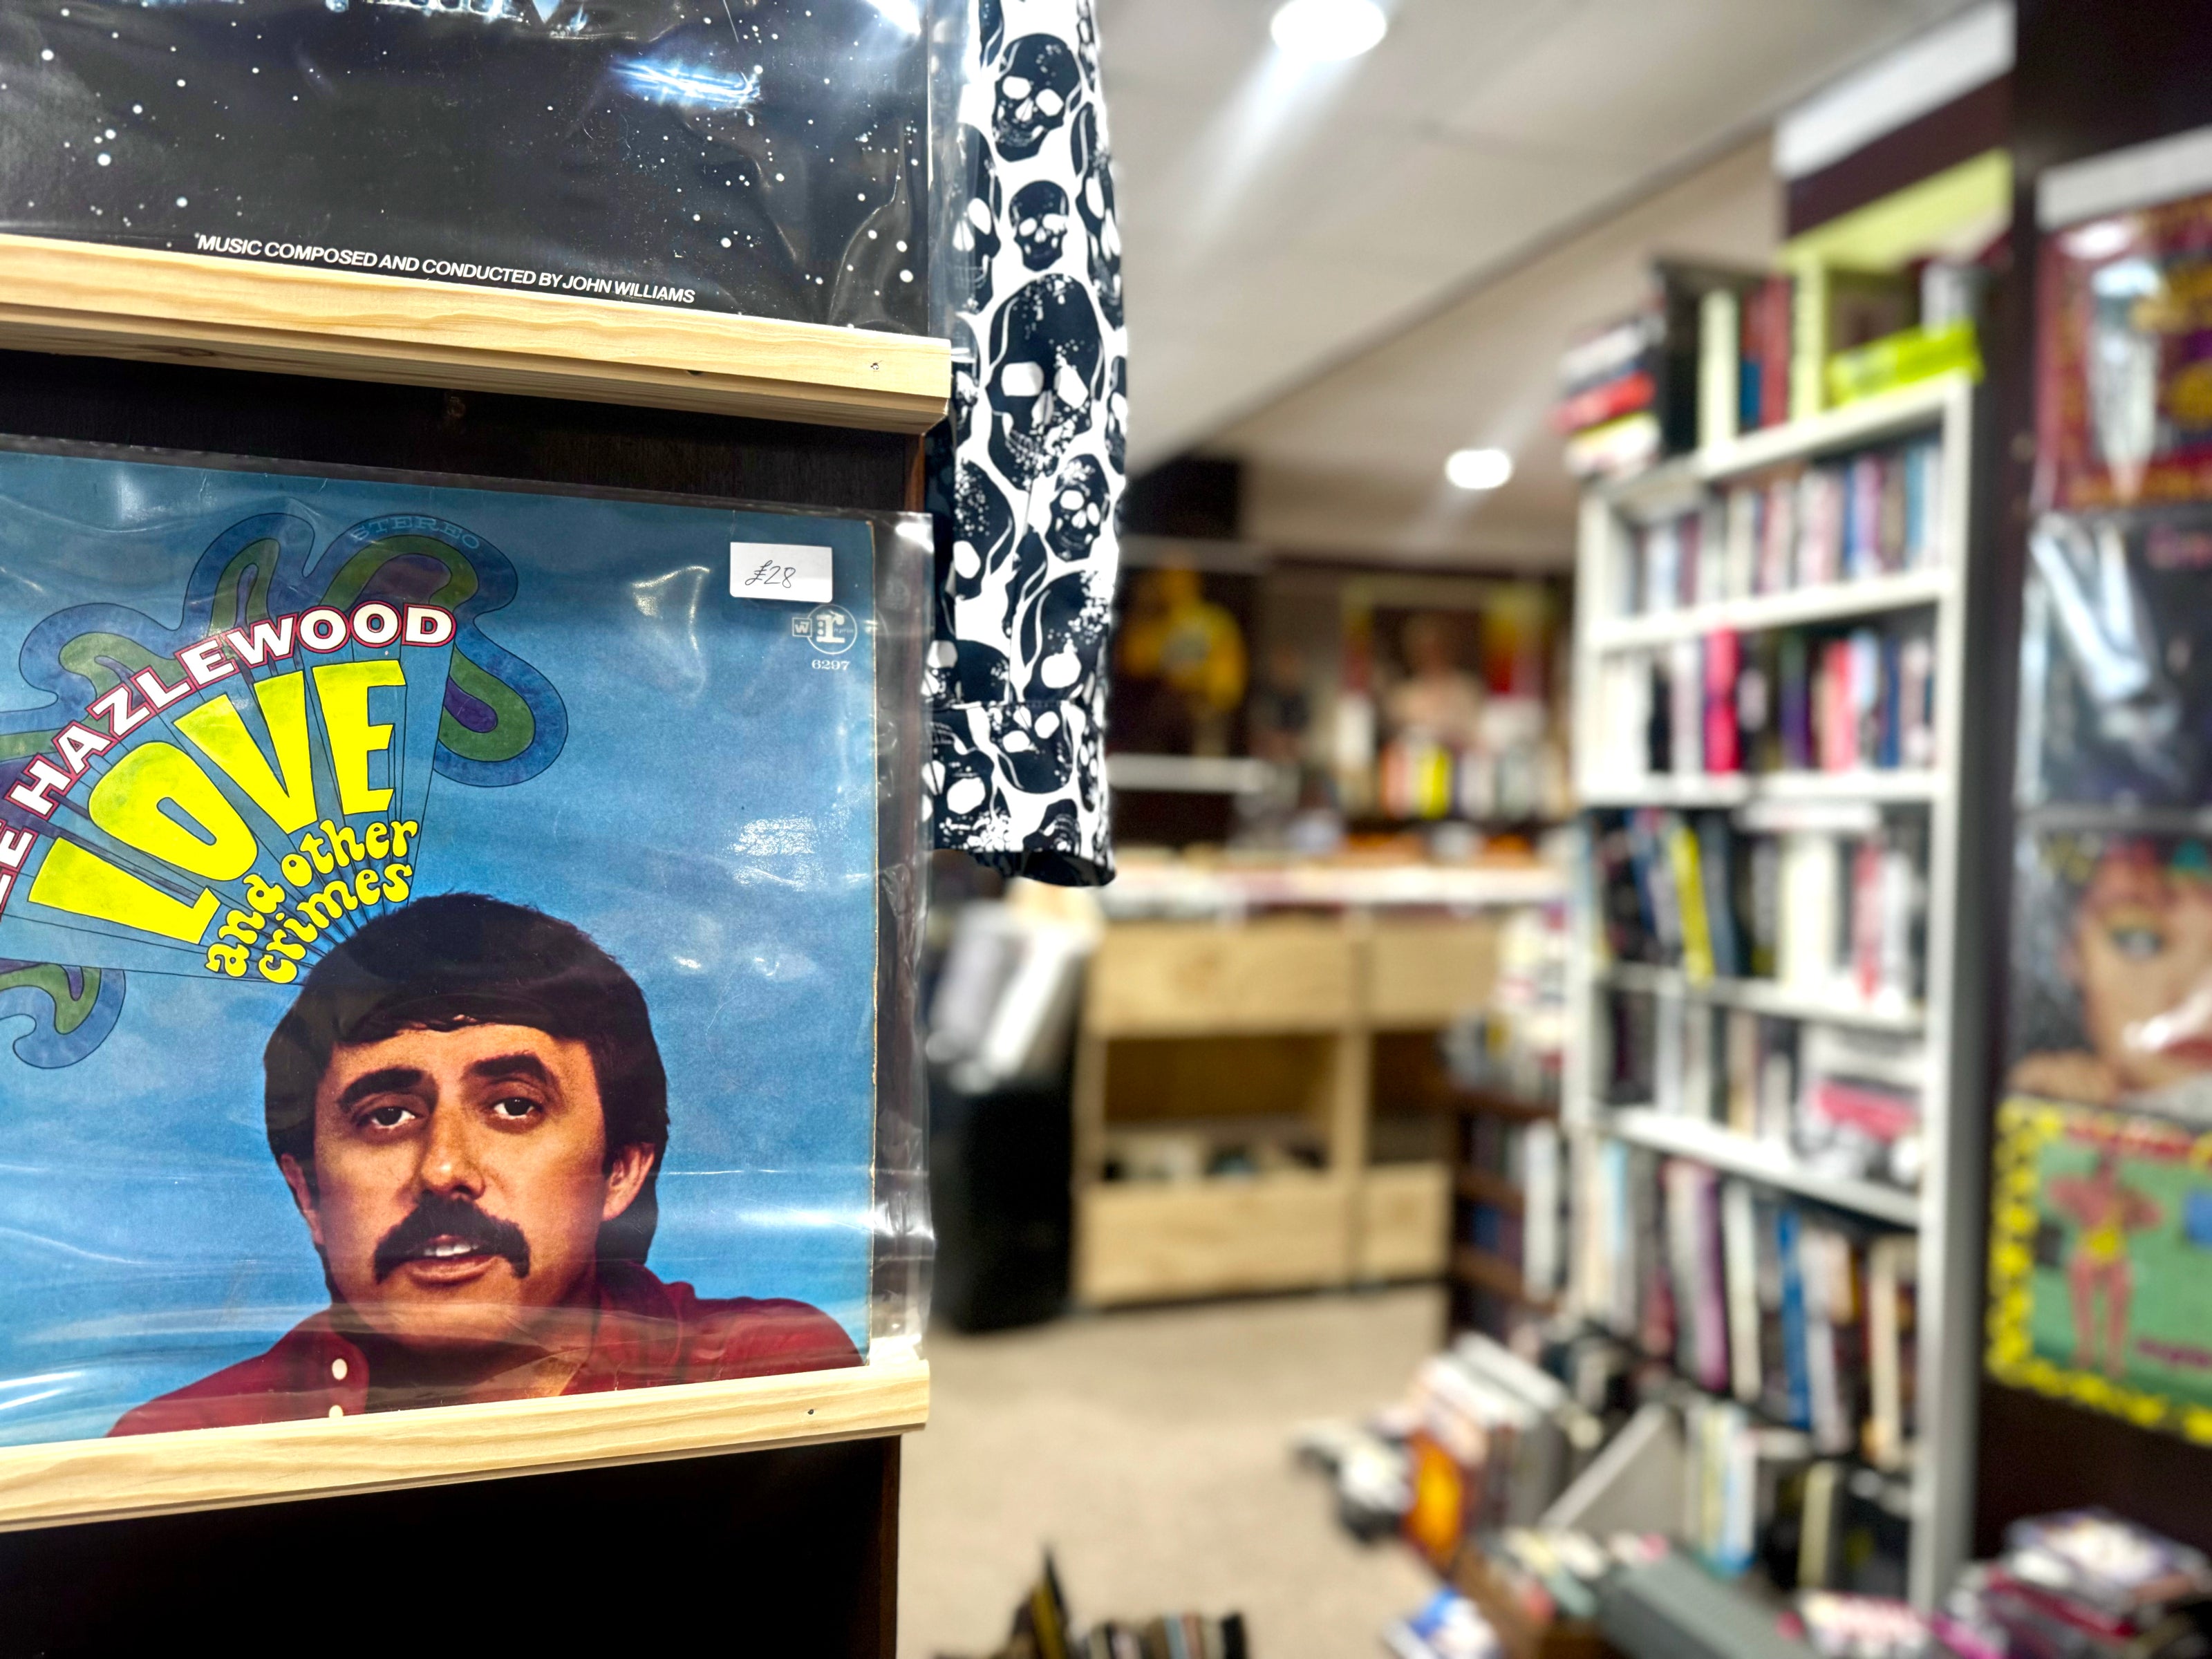 MUSIC COMPOSED AND CONDUCTED BY JOHN WILLIAMS
STEREO
£28
HAZLEWOOD
W r
6297
LOVE
and other
crimes